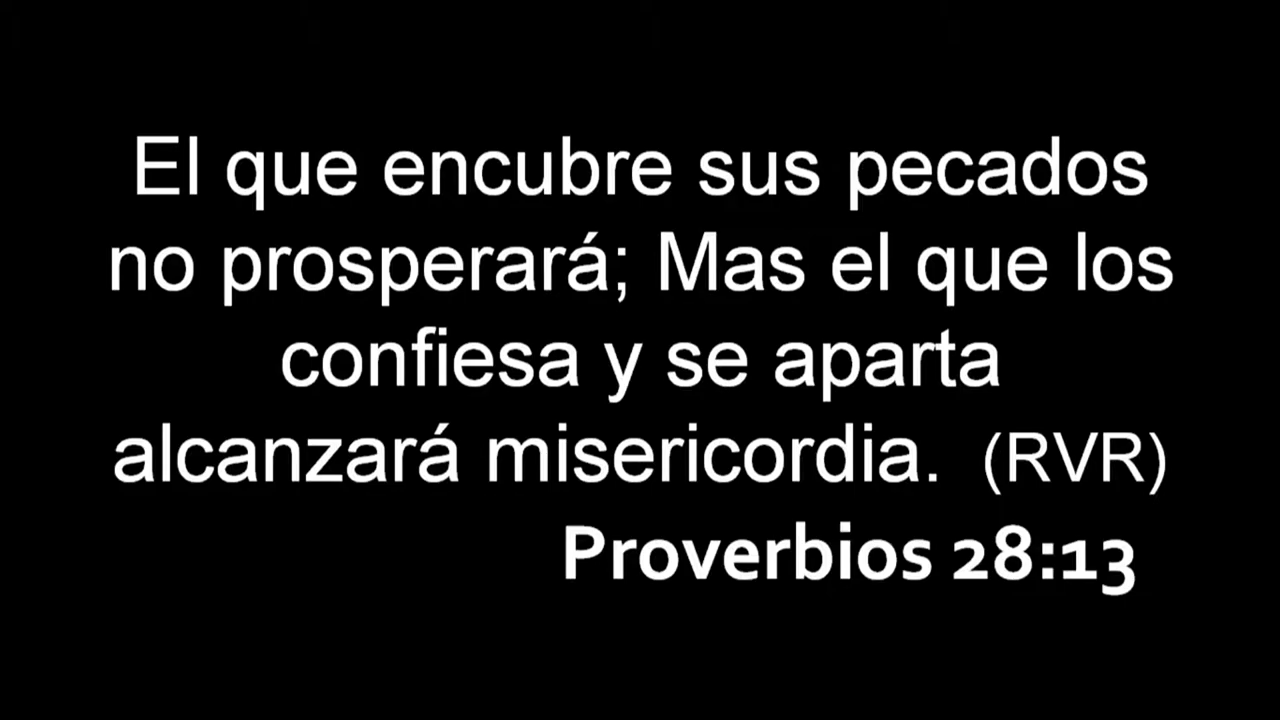 El que encubre sus pecados
no prosperará; Mas el que los
confiesa y se aparta
alcanzará misericordia. (RVR)
Proverbios 28:13